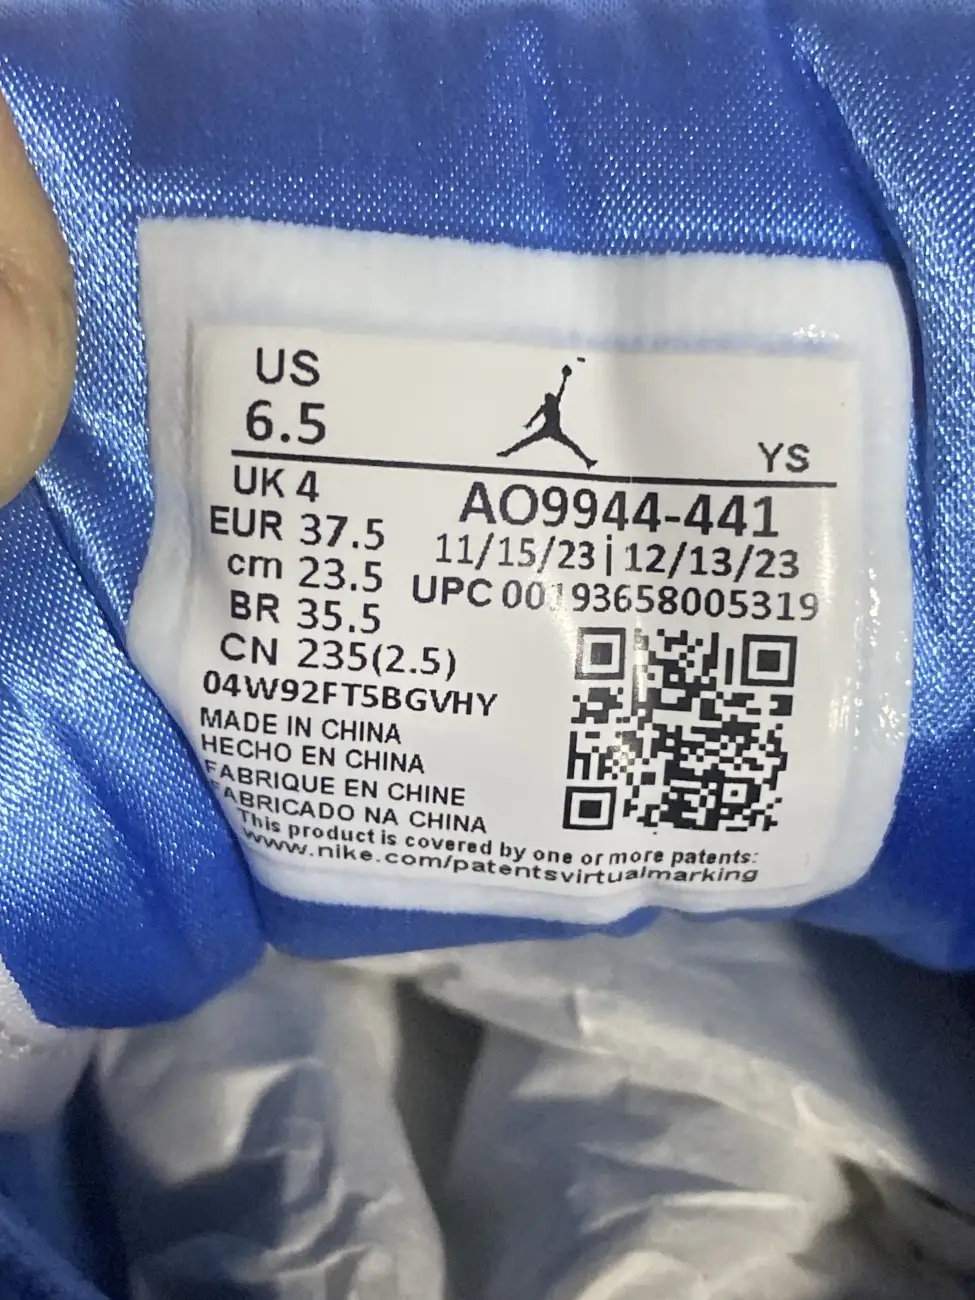 US
6.5
YS
UK 4
AO9944-441
EUR 37.5
11/15/23|12/13/23
cm 23.5
UPC 00193658005319
BR 35.5
CN 235(2.5)
04W92FT5BGVHY
MADE IN CHINA
HECHO EN CHINA
FABRIQUE EN CHINE
FABRICADO NA CHINA
This product is covered by one or more patents:
www.nike.com/patentsvirtualmarking